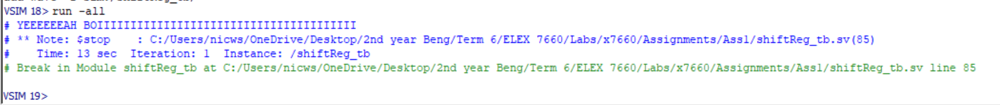 VSIM 18> run -all
# YEEEEEEAH BOIIIIIIIIIIIIIIIIIIIIIIIIIIIIIIIIIIIIIII
# ** Note: $stop    : C:/Users/nicws/OneDrive/Desktop/2nd year Beng/Term 6/ELEX 7660/Labs/x7660/Assignments/Ass1/shiftReg_tb.sv(85)
#    Time: 13 sec  Iteration: 1  Instance: /shiftReg_tb
# Break in Module shiftReg_tb at C:/Users/nicws/OneDrive/Desktop/2nd year Beng/Term 6/ELEX 7660/Labs/x7660/Assignments/Ass1/shiftReg_tb.sv line 85
VSIM 19>